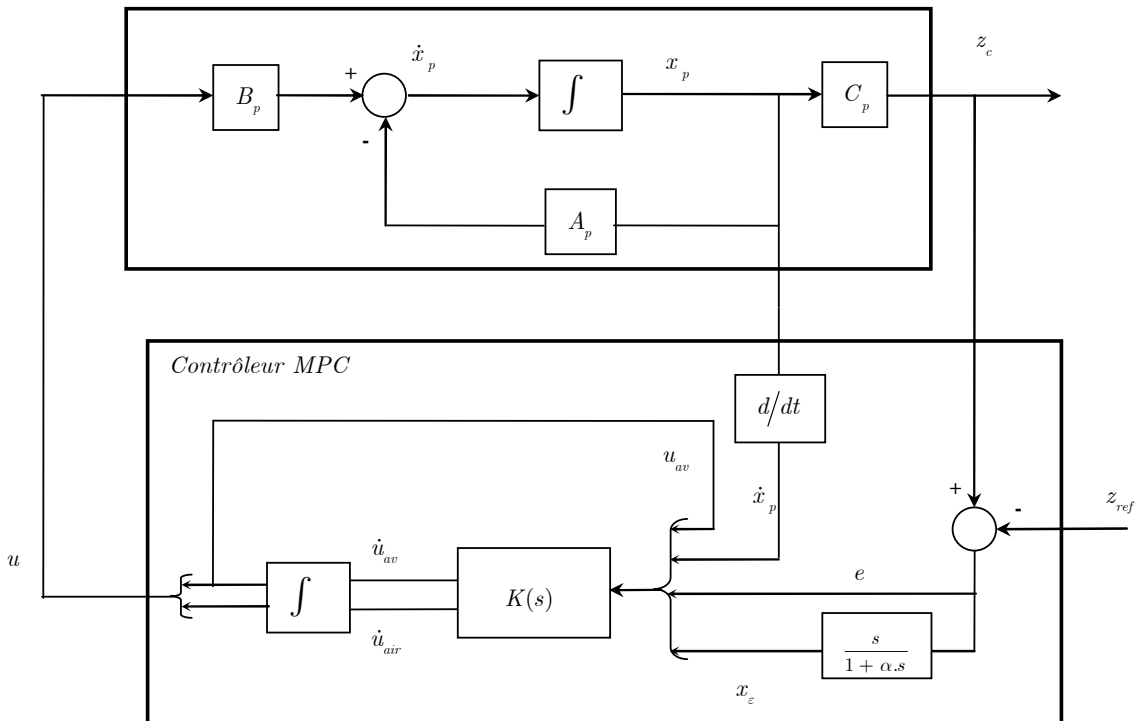 ẋ_p
x_p
z_c
+
B_p
∫
C_p
-
A_p
Contrôleur MPC
d/dt
u_av
ẋ_p
+
-
z_ref
u
u̇_av
e
∫
K(s)
u̇_air
s
1 + α.s
x_ε